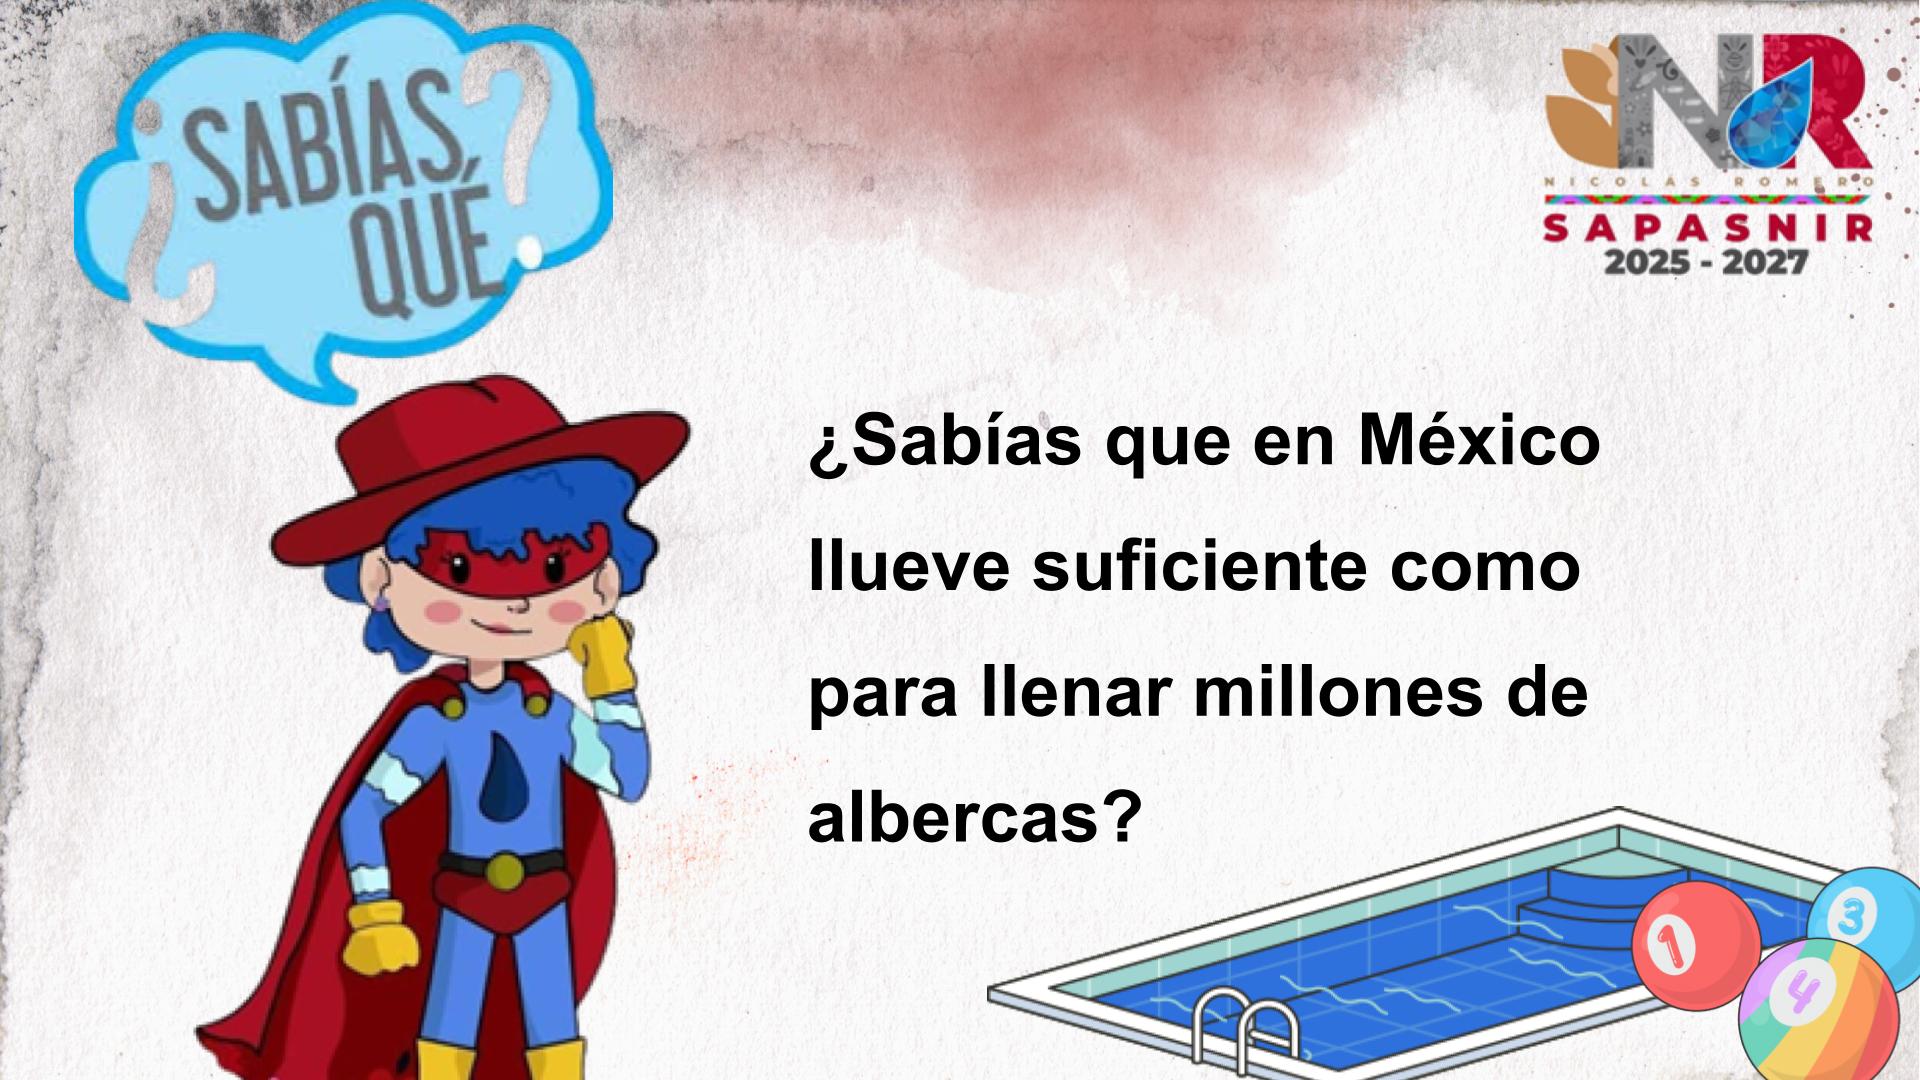 ¿SABÍAS
QUÉ?
NR
NICOLÁS ROMERO
SAPASNIR
2025 - 2027
¿Sabías que en México
llueve suficiente como
para llenar millones de
albercas?
1
3
4